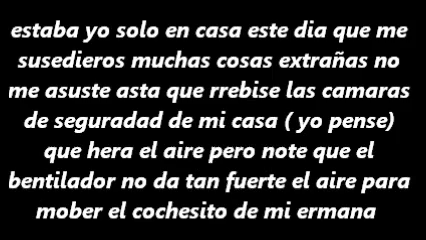 estaba yo solo en casa este dia que me
susedieros muchas cosas extrañas no
me asuste asta que rrebise las camaras
de seguradad de mi casa ( yo pense)
que hera el aire pero note que el
bentilador no da tan fuerte el aire para
mober el cochesito de mi ermana